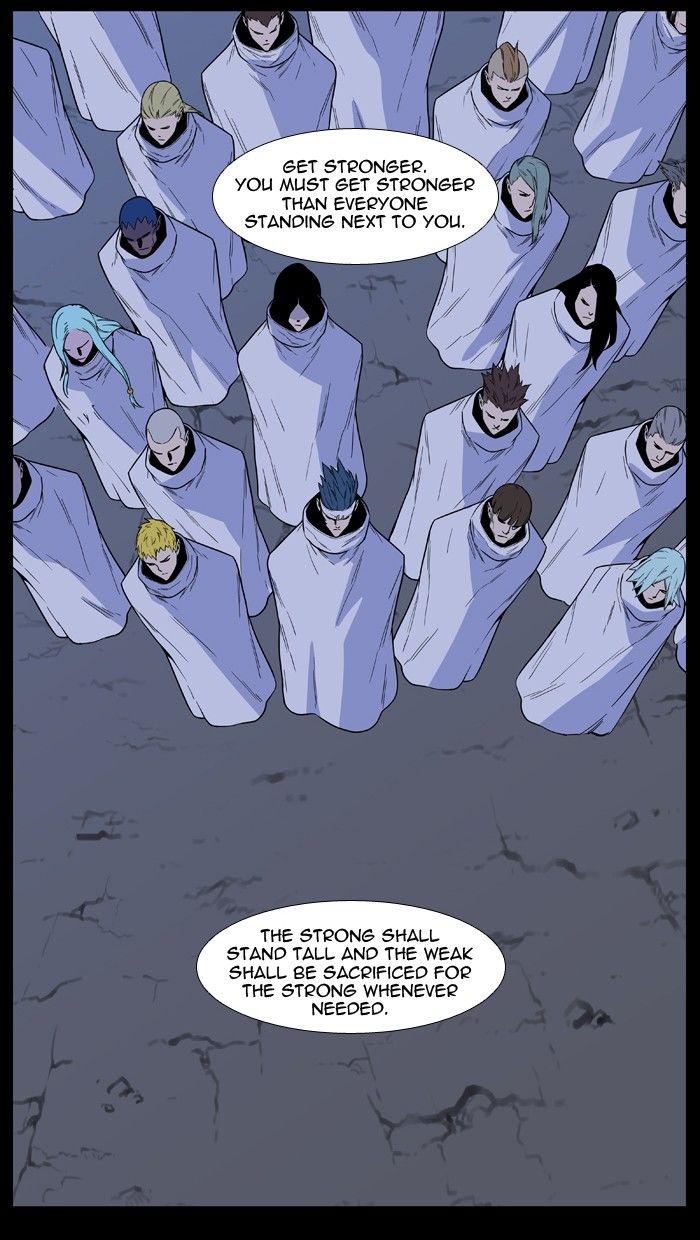 GET STRONGER.
YOU MUST GET STRONGER
THAN EVERYONE
STANDING NEXT TO YOU.
THE STRONG SHALL
STAND TALL AND THE WEAK
SHALL BE SACRIFICED FOR
THE STRONG WHENEVER
NEEDED.